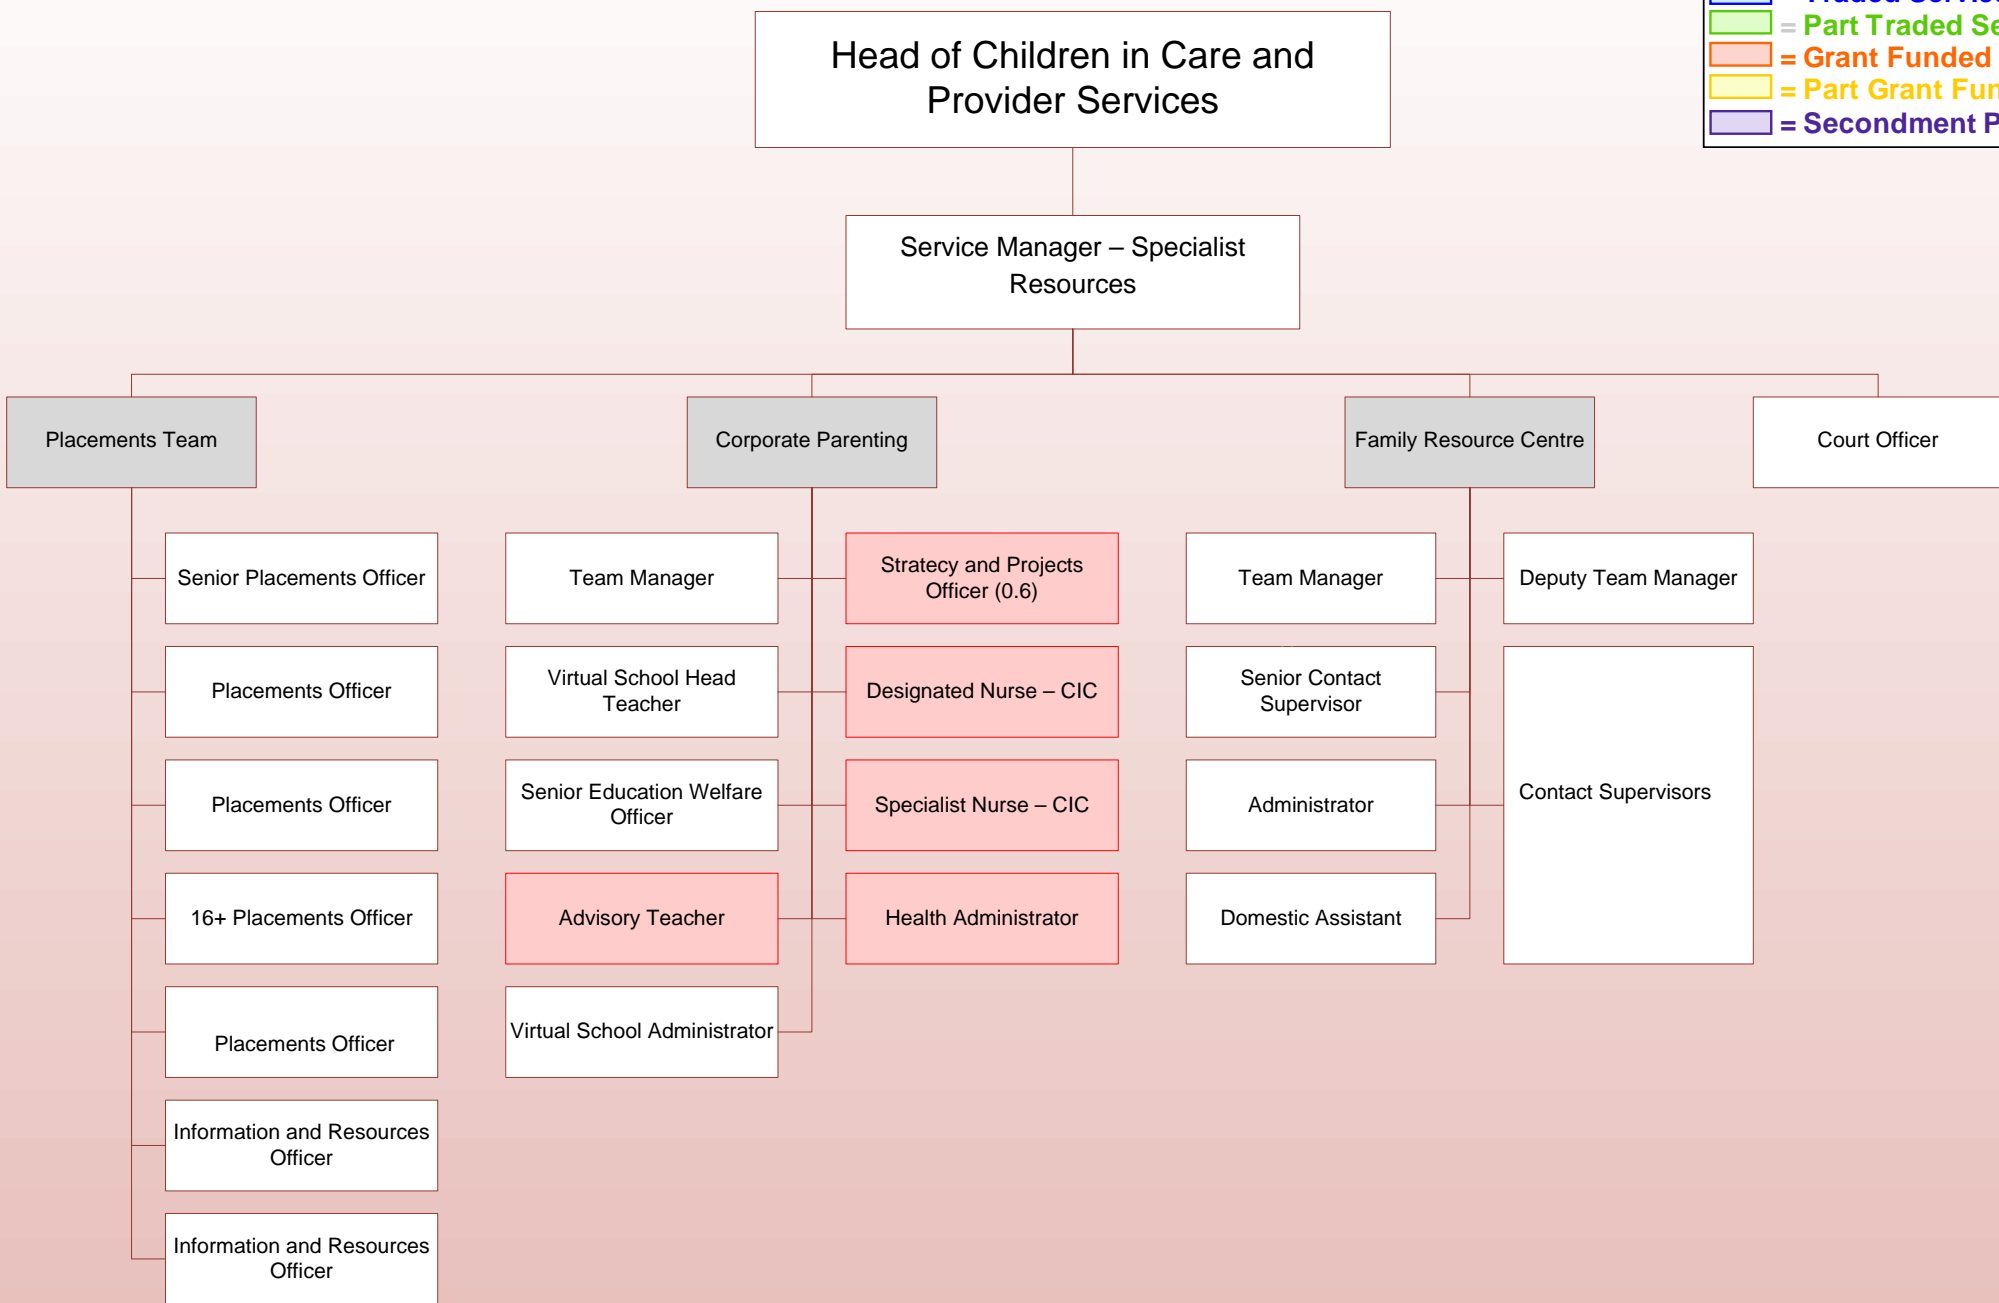 Head of Children in Care and
Provider Services
= Part Traded
= Grant Funded
= Part Grant
= Secondment
Service Manager – Specialist
Resources
Placements Team
Corporate Parenting
Family Resource Centre
Court Officer
Senior Placements Officer
Placements Officer
Placements Officer
16+ Placements Officer
Placements Officer
Information and Resources
Officer
Information and Resources
Officer
Team Manager
Virtual School Head
Teacher
Senior Education Welfare
Officer
Advisory Teacher
Virtual School Administrator
Stratecy and Projects
Officer (0.6)
Designated Nurse – CIC
Specialist Nurse – CIC
Health Administrator
Team Manager
Senior Contact
Supervisor
Administrator
Domestic Assistant
Deputy Team Manager
Contact Supervisors